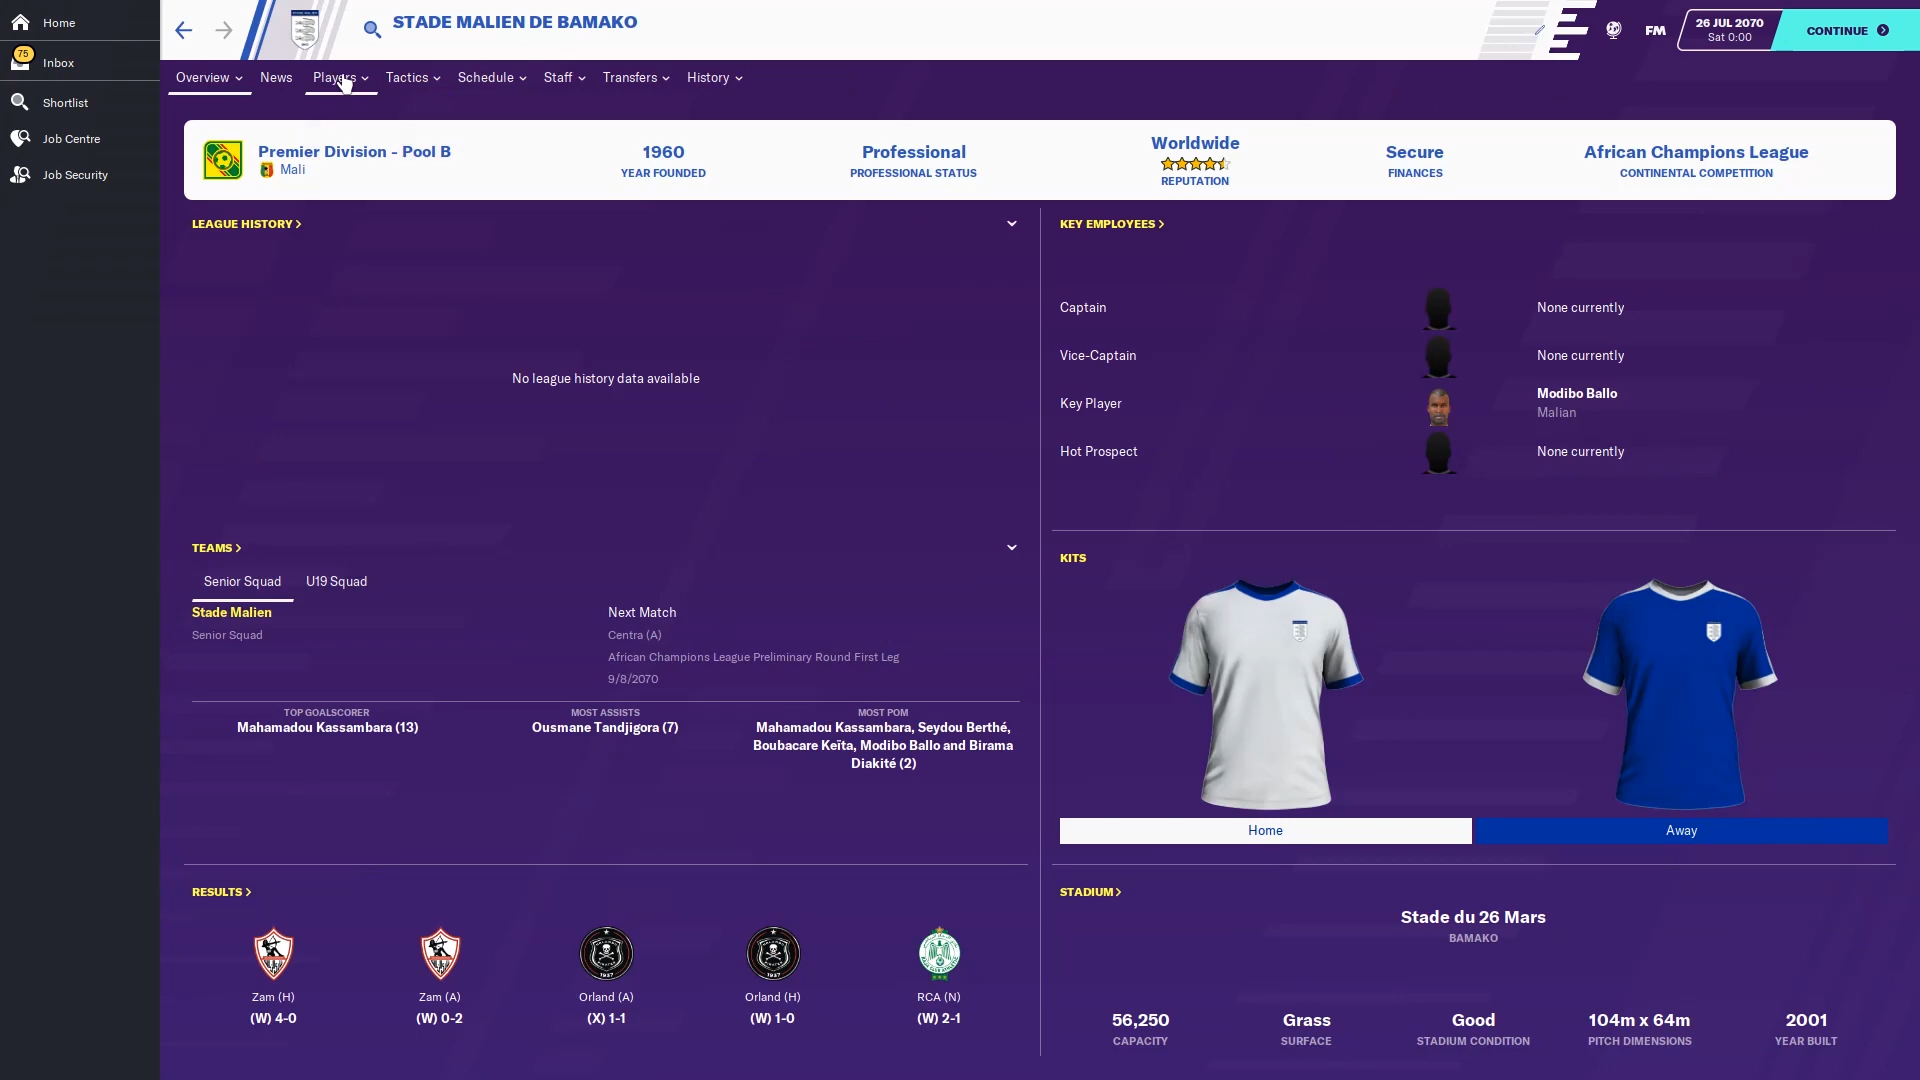 Home
75
Inbox
Shortlist
Job Centre
Job Security
STADE MALIEN DE BAMAKO
FM
26 JUL 2070
Sat 0:00
CONTINUE
Overview
News
Players
Tactics
Schedule
Staff
Transfers
History
Premier Division - Pool B
Mali
1960
YEAR FOUNDED
Professional
PROFESSIONAL STATUS
Worldwide
REPUTATION
Secure
FINANCES
African Champions League
CONTINENTAL COMPETITION
LEAGUE HISTORY
No league history data available
KEY EMPLOYEES
Captain
None currently
Vice-Captain
None currently
Key Player
Modibo Ballo
Malian
Hot Prospect
None currently
TEAMS
Senior Squad
U19 Squad
Stade Malien
Senior Squad
Next Match
Centra (A)
African Champions League Preliminary Round First Leg
9/8/2070
TOP GOALSCORER
Mahamadou Kassambara (13)
MOST ASSISTS
Ousmane Tandjigora (7)
MOST POM
Mahamadou Kassambara, Seydou Berthé,
Boubacare Keïta, Modibo Ballo and Birama
Diakité (2)
KITS
Home
Away
RESULTS
Zam (H)
(W) 4-0
Zam (A)
(W) 0-2
1937
Orland (A)
(X) 1-1
1937
Orland (H)
(W) 1-0
RCA (N)
(W) 2-1
STADIUM
Stade du 26 Mars
BAMAKO
56,250
CAPACITY
Grass
SURFACE
Good
STADIUM CONDITION
104m x 64m
PITCH DIMENSIONS
2001
YEAR BUILT